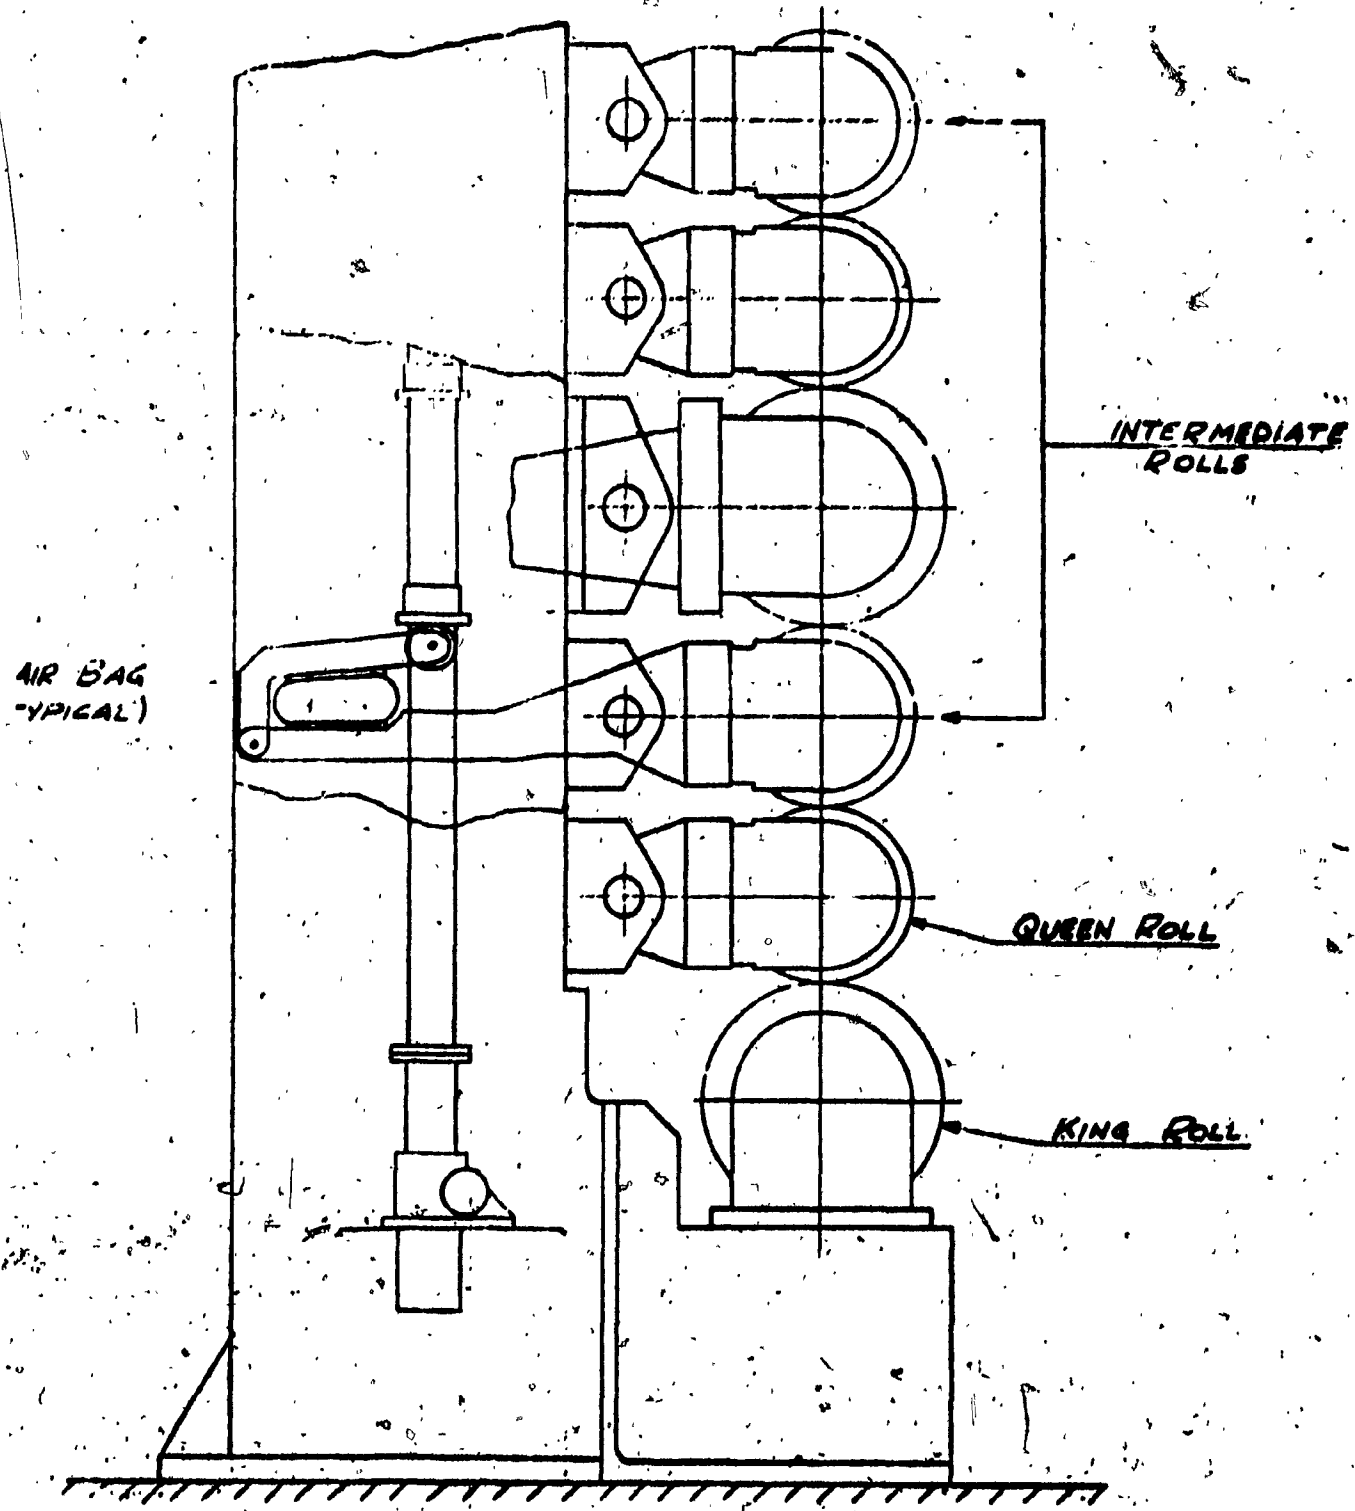 INTERMEDIATE
ROLLS
AIR BAG
YPICAL)
QUEEN ROLL
KING ROLL